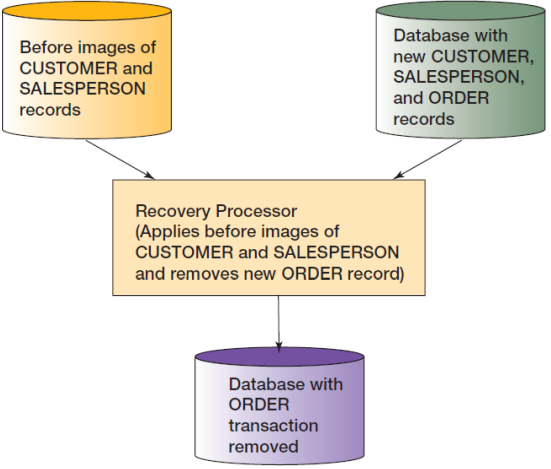 Before images of
CUSTOMER and
SALESPERSON
records
Database with
new CUSTOMER,
SALESPERSON,
and ORDER
records
Recovery Processor
(Applies before images of
CUSTOMER and SALESPERSON
and removes new ORDER record)
Database with
ORDER
transaction
removed